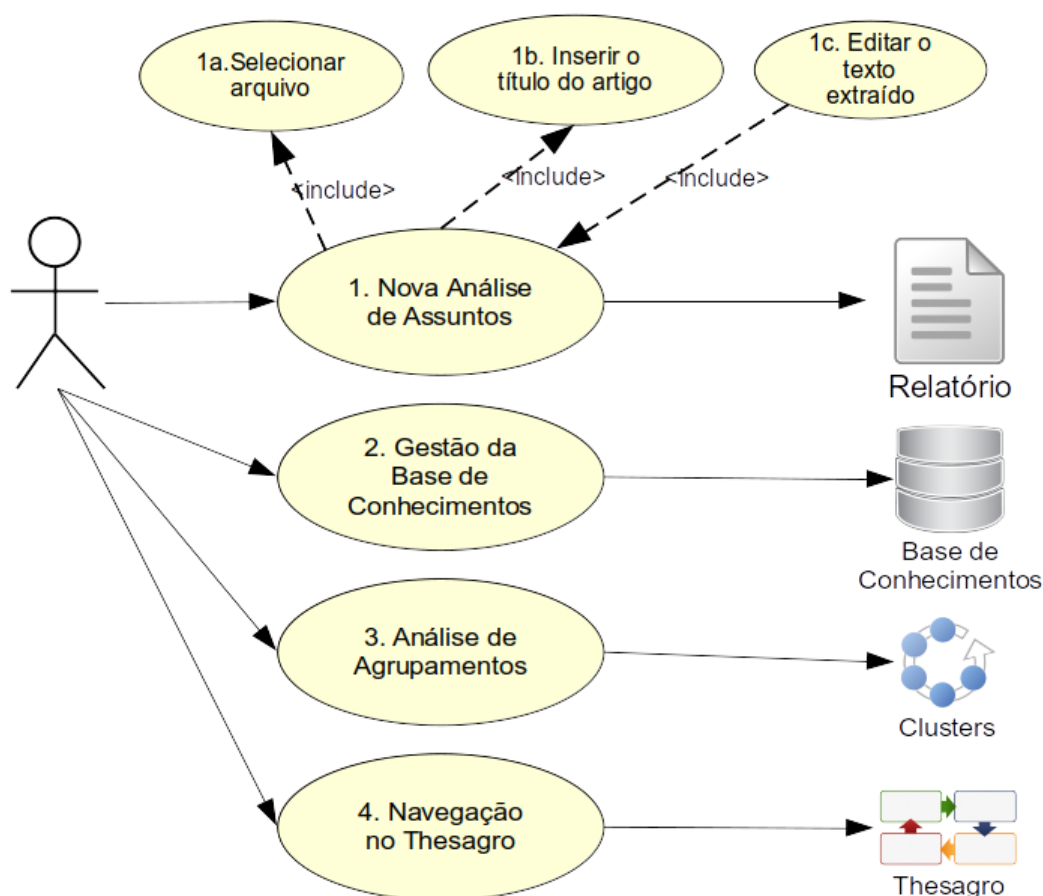 1a.Selecionar
arquivo
1b. Inserir o
título do artigo
1c. Editar o
texto
extraído
<include>
<include>
<include>
1. Nova Análise
de Assuntos
Relatório
2. Gestão da
Base de
Conhecimentos
Base de
Conhecimentos
3. Análise de
Agrupamentos
Clusters
4. Navegação
no Thesagro
Thesagro